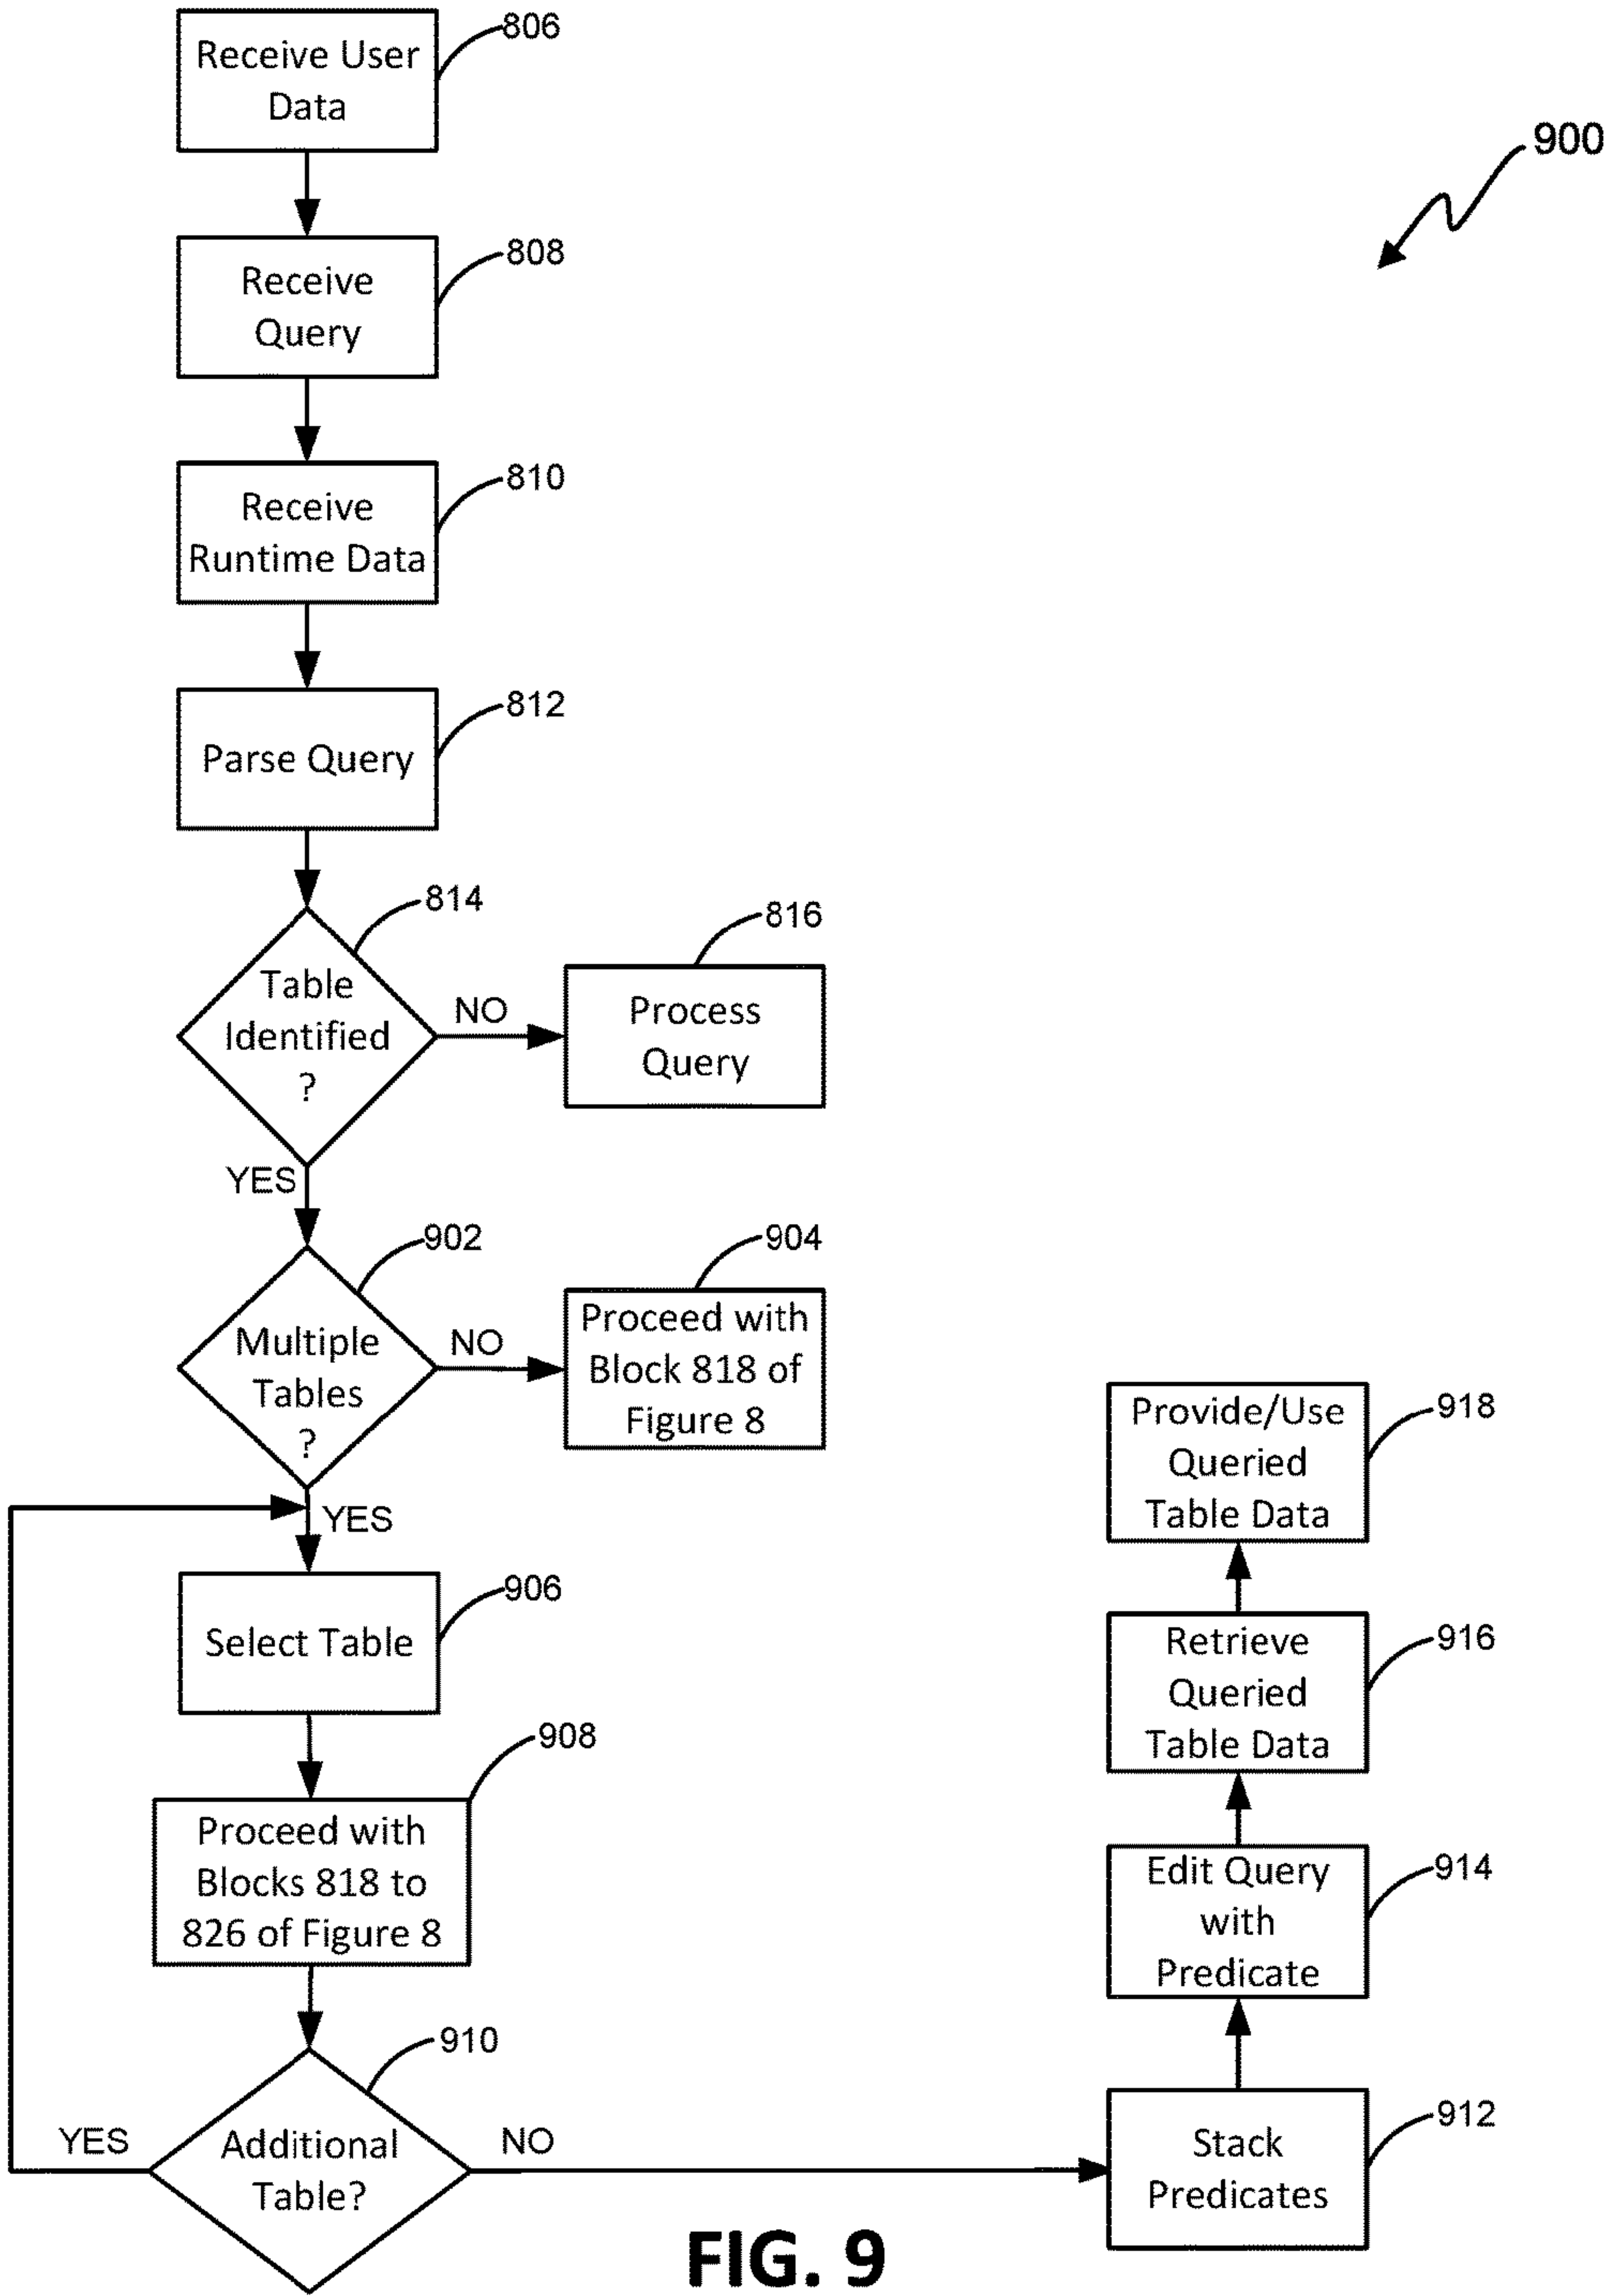 806
Receive User
Data
900
808
Receive
Query
810
Receive
Runtime Data
812
Parse Query
814
Table
Identified
?
NO
816
Process
Query
YES
902
Multiple
Tables
?
NO
904
Proceed with
Block 818 of
Figure 8
YES
906
Select Table
908
Proceed with
Blocks 818 to
826 of Figure 8
910
Additional
Table?
YES
NO
912
Stack
Predicates
914
Edit Query
with
Predicate
916
Retrieve
Queried
Table Data
918
Provide/Use
Queried
Table Data
FIG. 9